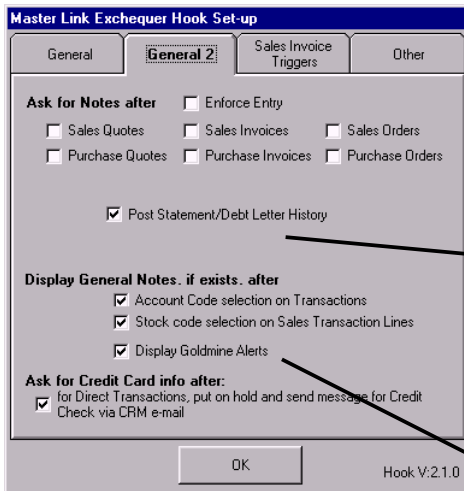 Master Link Exchequer Hook Set-up
General
General 2
Sales Invoice
Triggers
Other
Ask for Notes after
Enforce Entry
Sales Quotes
Sales Invoices
Sales Orders
Purchase Quotes
Purchase Invoices
Purchase Orders
Post Statement/Debt Letter History
Display General Notes. if exists. after
Account Code selection on Transactions
Stock code selection on Sales Transaction Lines
Display Goldmine Alerts
Ask for Credit Card info after:
for Direct Transactions, put on hold and send message for Credit
Check via CRM e-mail
OK
Hook V:2.1.0